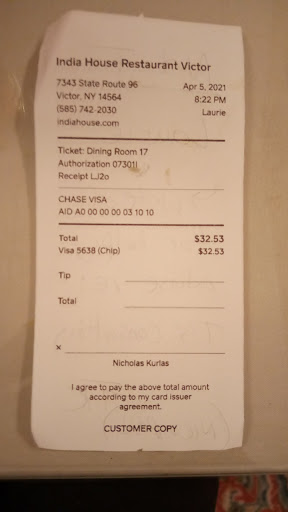 India House Restaurant Victor
7343 State Route 96
Apr 5, 2021
Victor, NY 14564
8:22 PM
(585) 742-2030
Laurie
indiahouse.com
Ticket: Dining Room 17
Authorization 07301I
Receipt LJ2o
CHASE VISA
AID A0 00 00 00 03 10 10
Total $32.53
Visa 5638 (Chip) $32.53
Tip
Total
x
Nicholas Kurlas
I agree to pay the above total amount
according to my card issuer
agreement.
CUSTOMER COPY